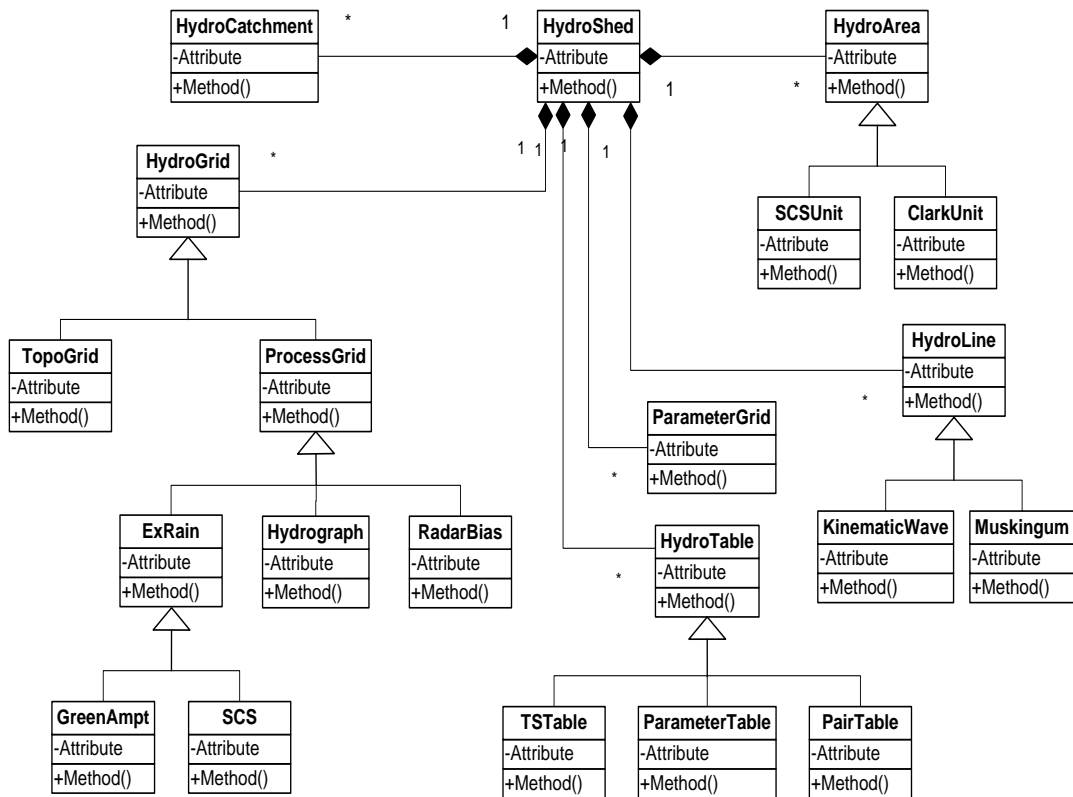 HydroCatchment
-Attribute
+Method()
*
1
HydroShed
-Attribute
+Method()
1
*
HydroArea
-Attribute
+Method()
1
1
1
1
HydroGrid
-Attribute
+Method()
*
SCSUnit
-Attribute
+Method()
ClarkUnit
-Attribute
+Method()
TopoGrid
-Attribute
+Method()
ProcessGrid
-Attribute
+Method()
HydroLine
-Attribute
+Method()
*
ParameterGrid
-Attribute
+Method()
*
ExRain
-Attribute
+Method()
Hydrograph
-Attribute
+Method()
RadarBias
-Attribute
+Method()
HydroTable
-Attribute
+Method()
*
KinematicWave
-Attribute
+Method()
Muskingum
-Attribute
+Method()
GreenAmpt
-Attribute
+Method()
SCS
-Attribute
+Method()
TSTable
-Attribute
+Method()
ParameterTable
-Attribute
+Method()
PairTable
-Attribute
+Method()